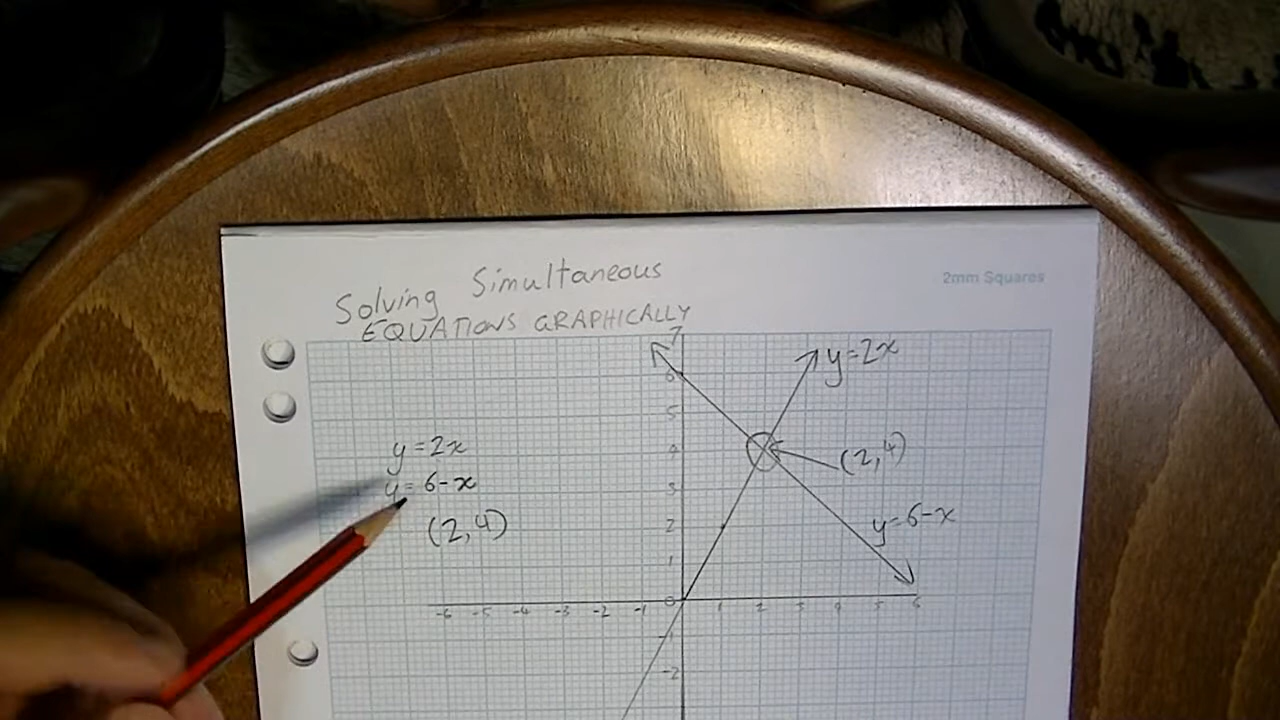 Solving Simultaneous
EQUATIONS GRAPHICALLY
2mm Squares
y=2x
y=6-x
(2,4)
y=2x
(2,4)
y=6-x
7
6
5
4
3
2
1
0
-6 -5 -4 -3 -2 -1 1 2 3 4 5 6
-1
-2